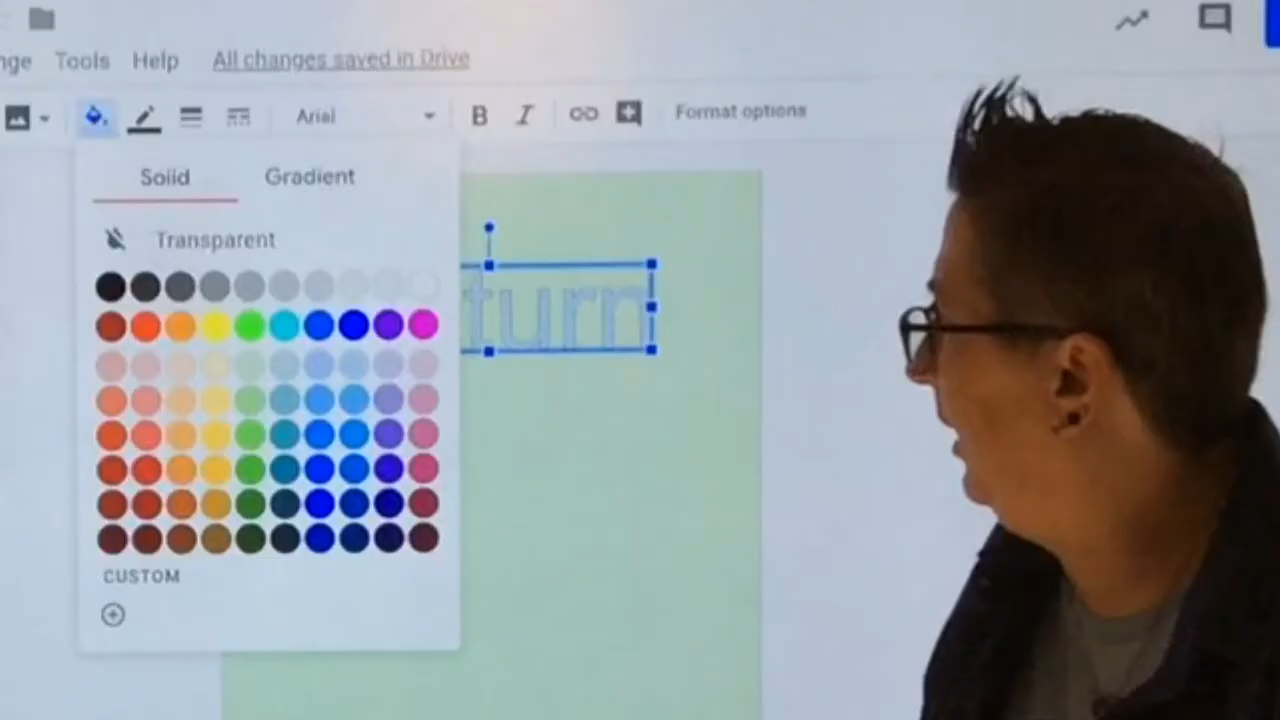 nge Tools Help All changes saved in Drive
Arial B I Format options
Solid Gradient
Transparent
turn
CUSTOM